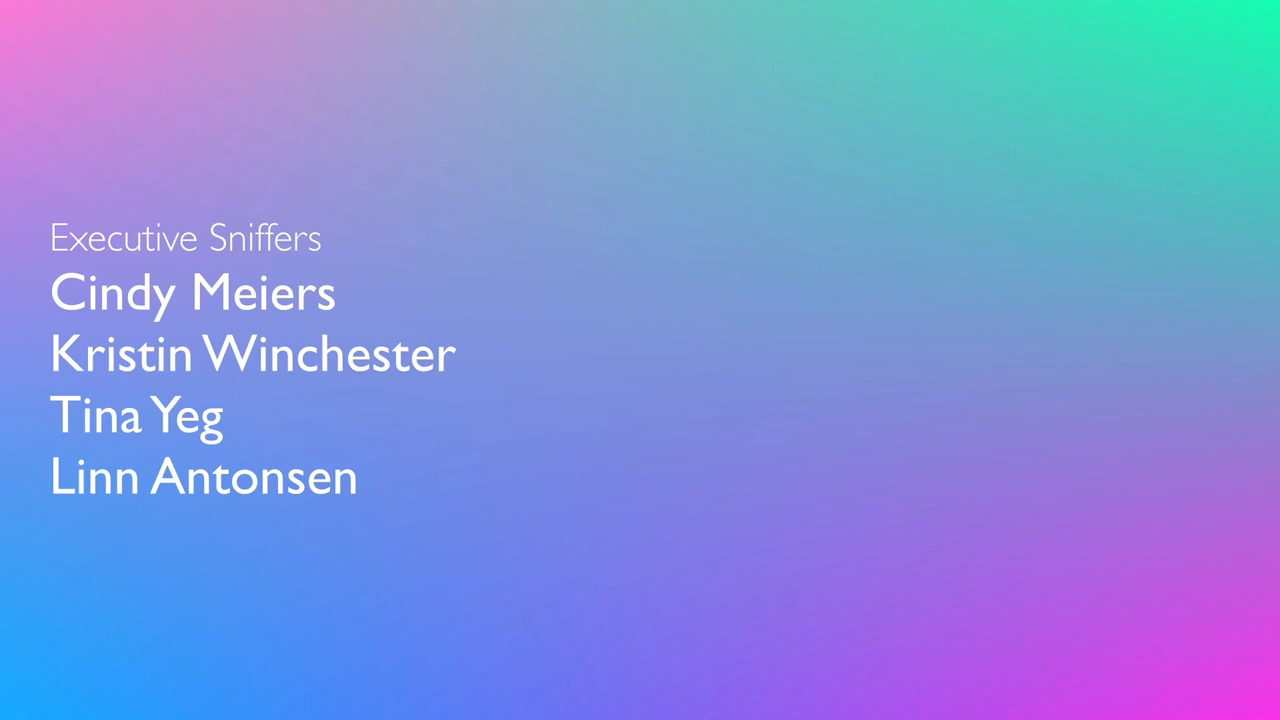 Executive Sniffers
Cindy Meiers
Kristin Winchester
Tina Yeg
Linn Antonsen